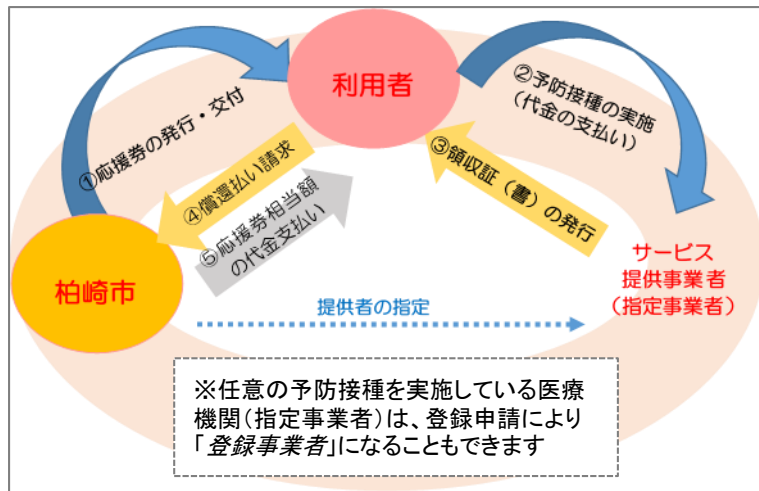 利用者
①応援券の発行・交付
②予防接種の実施
（代金の支払い）
③領収証（書）の発行
④償還払い請求
⑤応援券相当額
の代金支払い
柏崎市
サービス
提供事業者
（指定事業者）
提供者の指定
※任意の予防接種を実施している医療
機関（指定事業者）は、登録申請により
「登録事業者」になることもできます